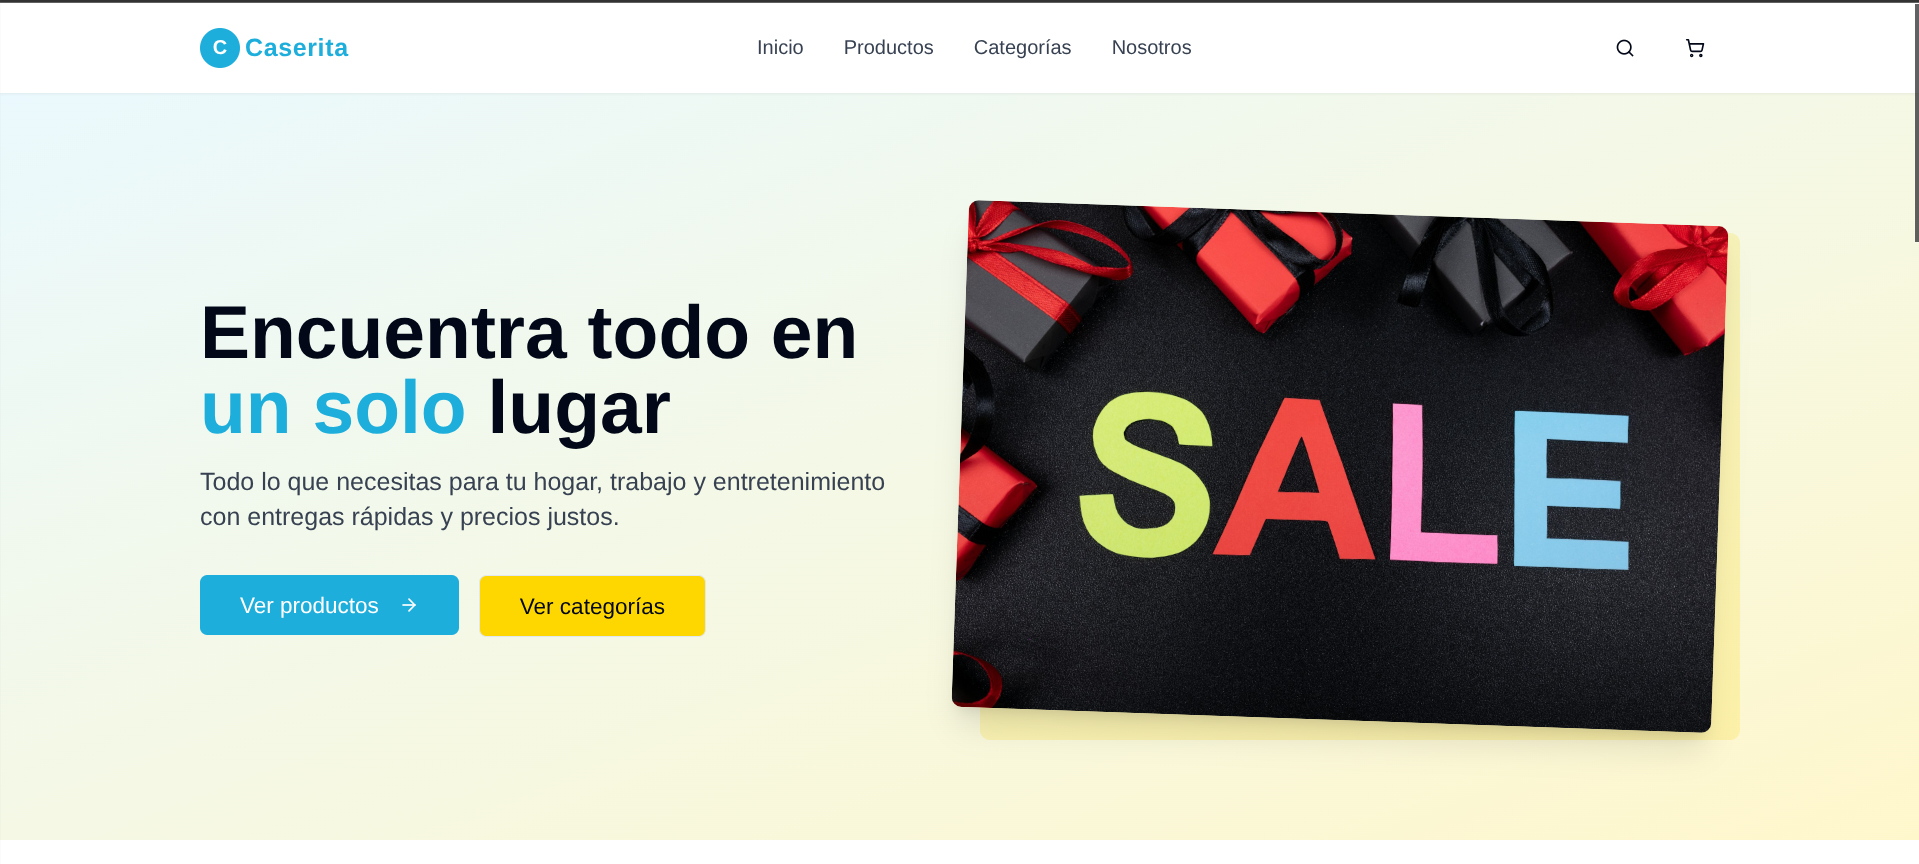 C Caserita
Inicio Productos Categorías Nosotros
Encuentra todo en
un solo lugar
Todo lo que necesitas para tu hogar, trabajo y entretenimiento
con entregas rápidas y precios justos.
Ver productos
Ver categorías
SALE